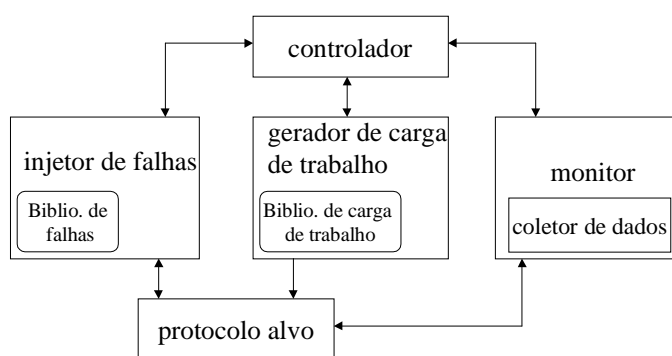 controlador
injetor de falhas
Biblio. de
falhas
gerador de carga
de trabalho
Biblio. de carga
de trabalho
monitor
coletor de dados
protocolo alvo